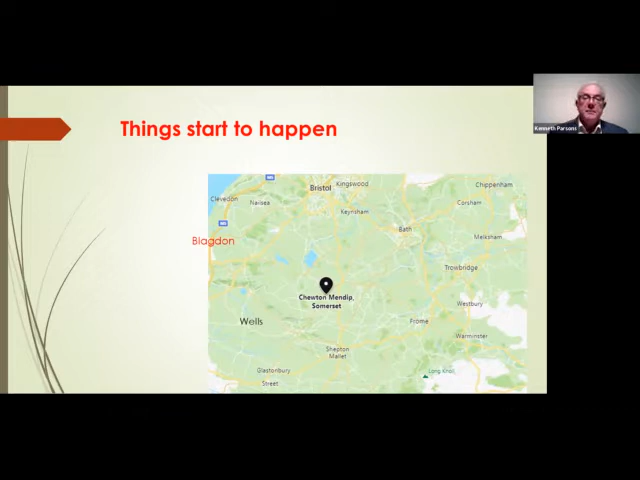 Things start to happen
Kenneth Parsons
Bristol
Kingswood
Chippenham
Clevedon
Nailsea
Corsham
Keynsham
Bath
Melksham
Blagdon
Trowbridge
Chewton Mendip,
Somerset
Westbury
Wells
Frome
Warminster
Shepton
Mallet
Glastonbury
Long Knoll
Street